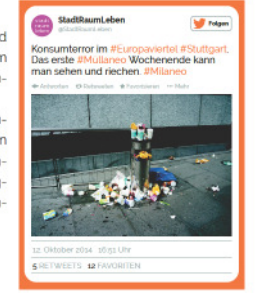 StadtRaumLeben
@StadtRaumLeben
Folgen
Konsumterror im #Europaviertel #Stuttgart.
Das erste #Mullaneo Wochenende kann
man sehen und riechen. #Milaneo
Antworten Retweeten Favorisieren Mehr
12. Oktober 2014 16:51 Uhr
5 RETWEETS 12 FAVORITEN